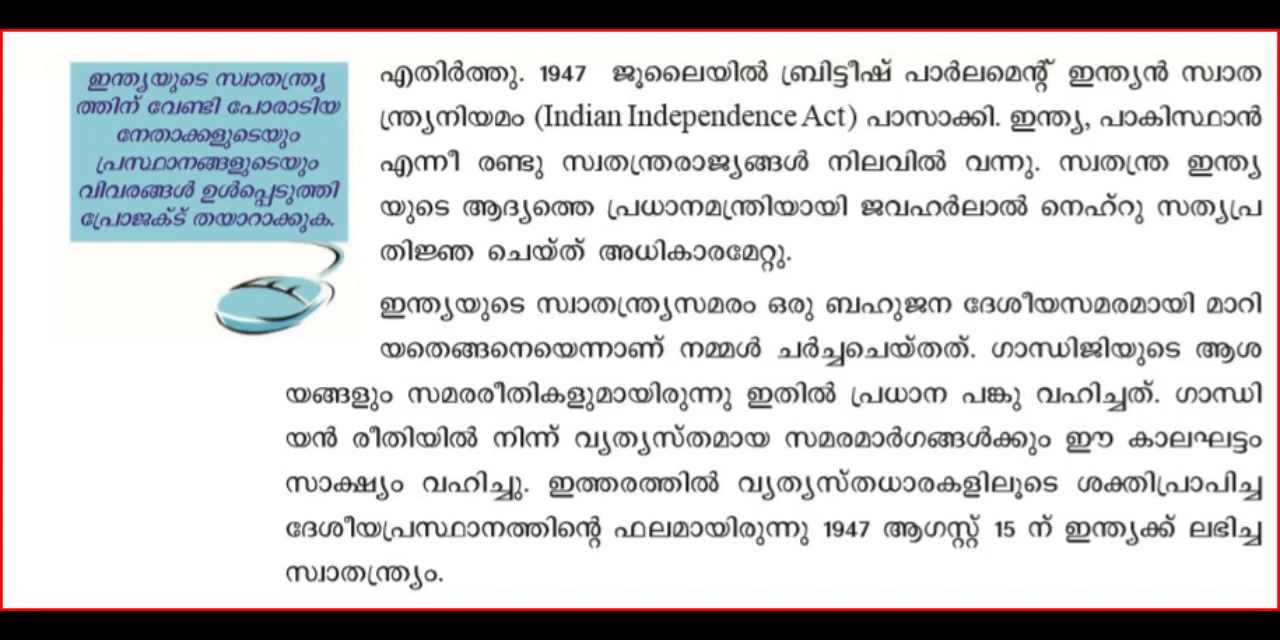 ഇന്ത്യയുടെ സ്വാതന്ത്ര്യ
ത്തിന് വേണ്ടി പോരാടിയ
നേതാക്കളുടെയും
പ്രസ്ഥാനങ്ങളുടെയും
വിവരങ്ങൾ ഉൾപ്പെടുത്തി
പ്രോജക്ട് തയാറാക്കുക.
എതിർത്തു. 1947 ജൂലൈയിൽ ബ്രിട്ടീഷ് പാർലമെന്റ് ഇന്ത്യൻ സ്വാത
ന്ത്ര്യനിയമം (Indian Independence Act) പാസാക്കി. ഇന്ത്യ, പാകിസ്ഥാൻ
എന്നീ രണ്ടു സ്വതന്ത്രരാജ്യങ്ങൾ നിലവിൽ വന്നു. സ്വതന്ത്ര ഇന്ത്യ
യുടെ ആദ്യത്തെ പ്രധാനമന്ത്രിയായി ജവഹർലാൽ നെഹ്റു സത്യപ്ര
തിജ്ഞ ചെയ്ത് അധികാരമേറ്റു.
ഇന്ത്യയുടെ സ്വാതന്ത്ര്യസമരം ഒരു ബഹുജന ദേശീയസമരമായി മാറി
യതെങ്ങനെയെന്നാണ് നമ്മൾ ചർച്ചചെയ്തത്. ഗാന്ധിജിയുടെ ആശ
യങ്ങളും സമരരീതികളുമായിരുന്നു ഇതിൽ പ്രധാന പങ്കു വഹിച്ചത്. ഗാന്ധി
യൻ രീതിയിൽ നിന്ന് വ്യത്യസ്തമായ സമരമാർഗങ്ങൾക്കും ഈ കാലഘട്ടം
സാക്ഷ്യം വഹിച്ചു. ഇത്തരത്തിൽ വ്യത്യസ്തധാരകളിലൂടെ ശക്തിപ്രാപിച്ച
ദേശീയപ്രസ്ഥാനത്തിന്റെ ഫലമായിരുന്നു 1947 ആഗസ്റ്റ് 15 ന് ഇന്ത്യക്ക് ലഭിച്ച
സ്വാതന്ത്ര്യം.